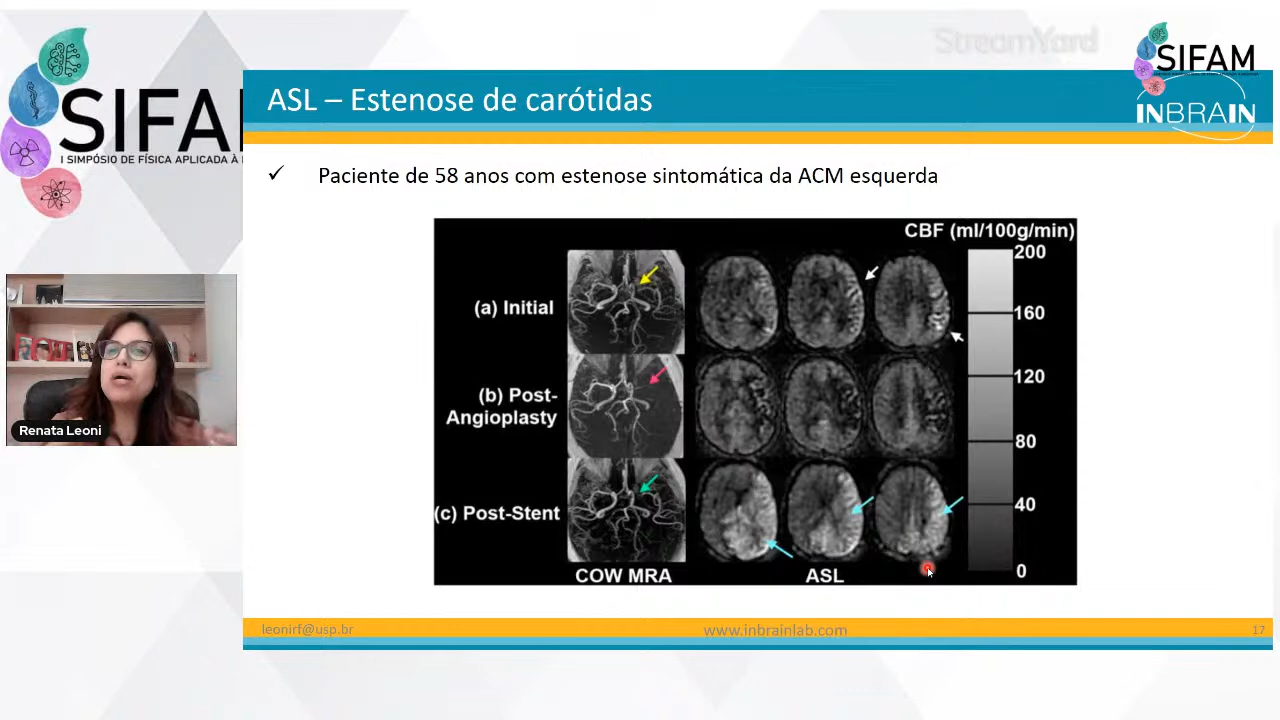 StreamYard
SIFAM
INBRAIN
SIFA
I SIMPÓSIO DE FÍSICA APLICADA À
ASL – Estenose de carótidas
✓ Paciente de 58 anos com estenose sintomática da ACM esquerda
CBF (ml/100g/min)
200
(a) Initial
160
(b) Post-
Angioplasty
120
80
(c) Post-Stent
40
0
COW MRA
ASL
Renata Leoni
leonirf@usp.br
www.inbrainlab.com
17